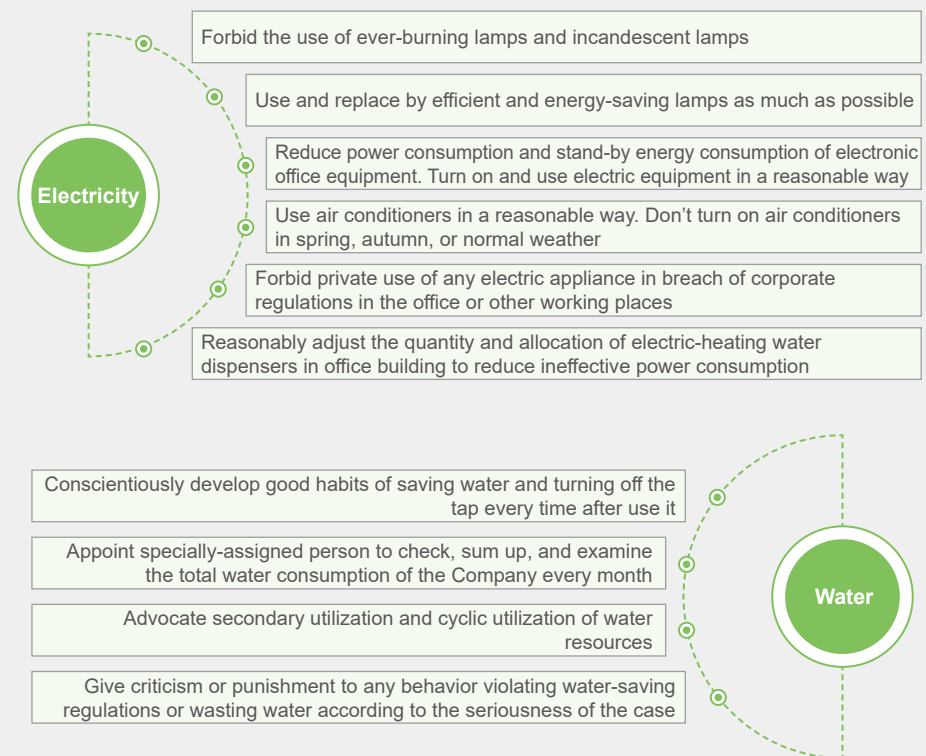 Forbid the use of ever-burning lamps and incandescent lamps
Use and replace by efficient and energy-saving lamps as much as possible
Reduce power consumption and stand-by energy consumption of electronic
office equipment. Turn on and use electric equipment in a reasonable way
Electricity
Use air conditioners in a reasonable way. Don’t turn on air conditioners
in spring, autumn, or normal weather
Forbid private use of any electric appliance in breach of corporate
regulations in the office or other working places
Reasonably adjust the quantity and allocation of electric-heating water
dispensers in office building to reduce ineffective power consumption
Conscientiously develop good habits of saving water and turning off the
tap every time after use it
Appoint specially-assigned person to check, sum up, and examine
the total water consumption of the Company every month
Water
Advocate secondary utilization and cyclic utilization of water
resources
Give criticism or punishment to any behavior violating water-saving
regulations or wasting water according to the seriousness of the case